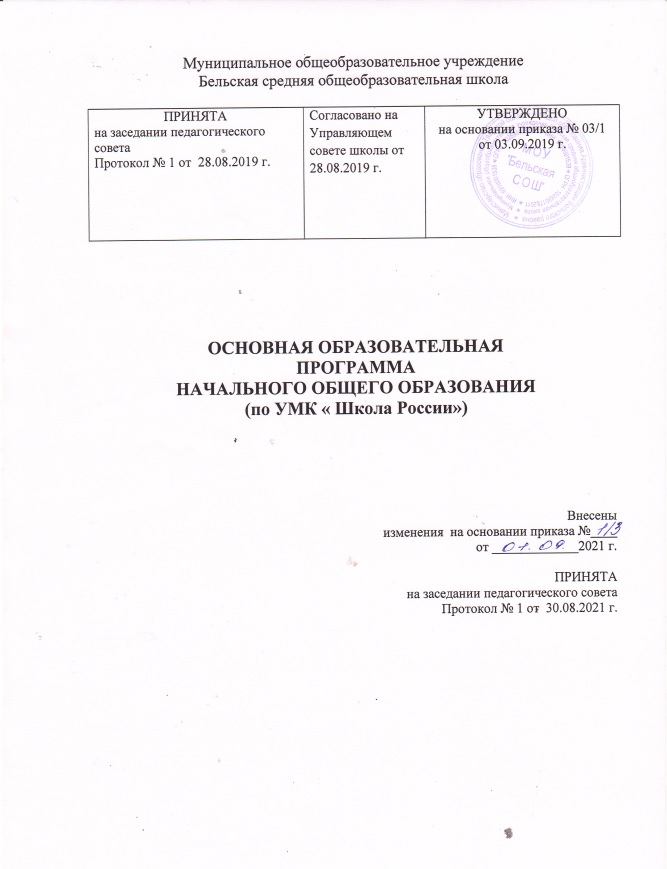 Муниципальное общеобразовательное учреждение
Бельская средняя общеобразовательная школа
ПРИНЯТА
на заседании педагогического
совета
Протокол № 1 от 28.08.2019 г.
Согласовано на
Управляющем
совете школы от
28.08.2019 г.
УТВЕРЖДЕНО
на основании приказа № 03/1
от 03.09.2019 г.
МОУ
"Бельская
СОШ"
ОСНОВНАЯ ОБРАЗОВАТЕЛЬНАЯ
ПРОГРАММА
НАЧАЛЬНОГО ОБЩЕГО ОБРАЗОВАНИЯ
(по УМК « Школа России»)
Внесены
изменения на основании приказа № 1/3
от 01.09. 2021 г.
ПРИНЯТА
на заседании педагогического совета
Протокол № 1 от 30.08.2021 г.